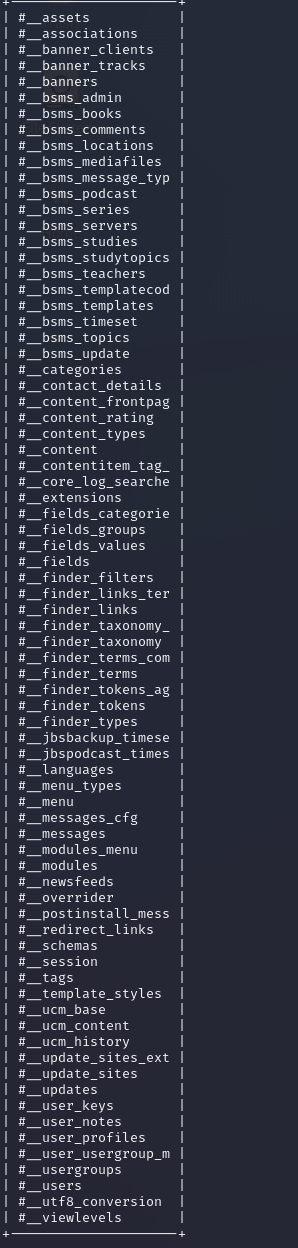 +--------------------+
| #__assets |
| #__associations |
| #__banner_clients |
| #__banner_tracks |
| #__banners |
| #__bsms_admin |
| #__bsms_books |
| #__bsms_comments |
| #__bsms_locations |
| #__bsms_mediafiles |
| #__bsms_message_typ |
| #__bsms_podcast |
| #__bsms_series |
| #__bsms_servers |
| #__bsms_studies |
| #__bsms_studytopics |
| #__bsms_teachers |
| #__bsms_templatecod |
| #__bsms_templates |
| #__bsms_timeset |
| #__bsms_topics |
| #__bsms_update |
| #__categories |
| #__contact_details |
| #__content_frontpag |
| #__content_rating |
| #__content_types |
| #__content |
| #__contentitem_tag_ |
| #__core_log_searche |
| #__extensions |
| #__fields_categorie |
| #__fields_groups |
| #__fields_values |
| #__fields |
| #__finder_filters |
| #__finder_links_ter |
| #__finder_links |
| #__finder_taxonomy_ |
| #__finder_taxonomy |
| #__finder_terms_com |
| #__finder_terms |
| #__finder_tokens_ag |
| #__finder_tokens |
| #__finder_types |
| #__jbsbackup_timese |
| #__jbspodcast_times |
| #__languages |
| #__menu_types |
| #__menu |
| #__messages_cfg |
| #__messages |
| #__modules_menu |
| #__modules |
| #__newsfeeds |
| #__overrider |
| #__postinstall_mess |
| #__redirect_links |
| #__schemas |
| #__session |
| #__tags |
| #__template_styles |
| #__ucm_base |
| #__ucm_content |
| #__ucm_history |
| #__update_sites_ext |
| #__update_sites |
| #__updates |
| #__user_keys |
| #__user_notes |
| #__user_profiles |
| #__user_usergroup_m |
| #__usergroups |
| #__users |
| #__utf8_conversion |
| #__viewlevels |
+--------------------+